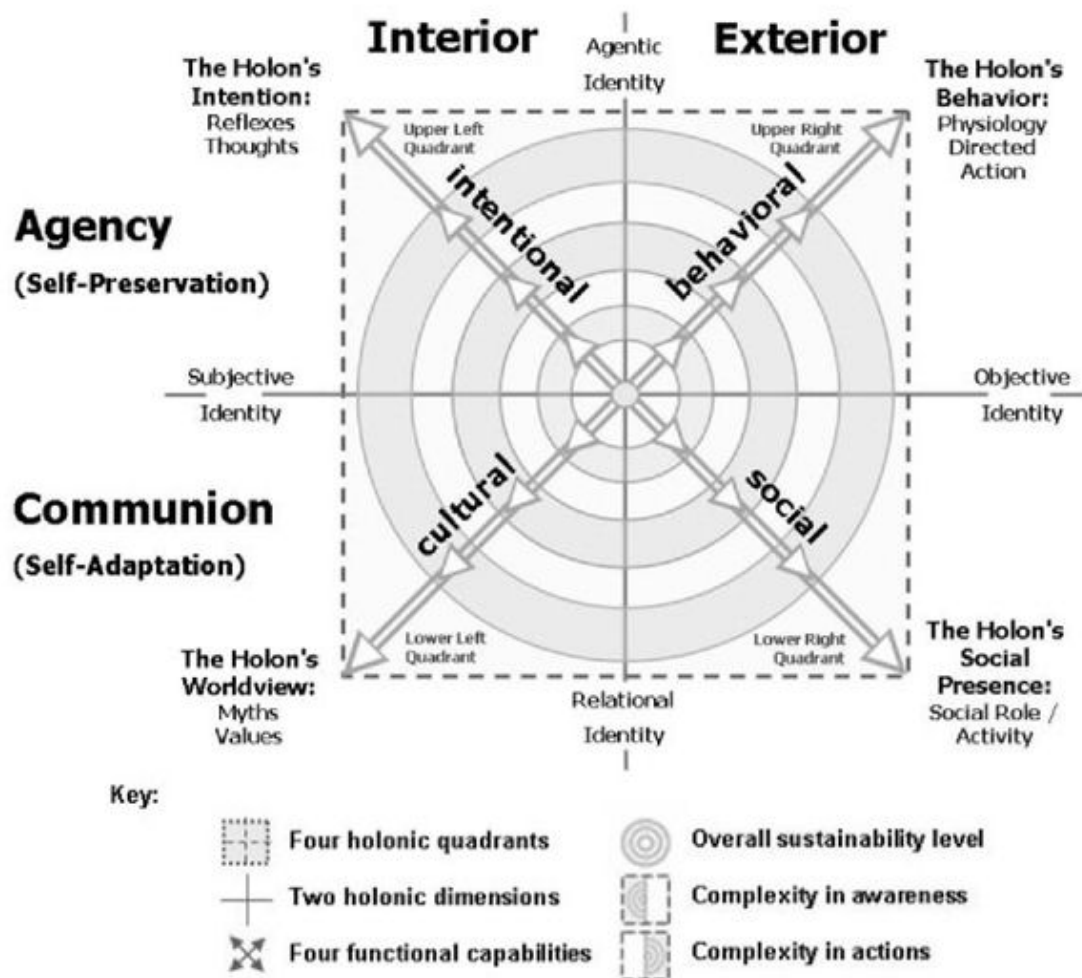 Interior
Exterior
Agentic
Identity
The Holon's
Intention:
Reflexes
Thoughts
The Holon's
Behavior:
Physiology
Directed
Action
Upper Left
Quadrant
Upper Right
Quadrant
intentional
behavioral
Agency
(Self-Preservation)
Subjective
Identity
Objective
Identity
Communion
(Self-Adaptation)
cultural
social
Lower Left
Quadrant
Lower Right
Quadrant
The Holon's
Worldview:
Myths
Values
Relational
Identity
The Holon's
Social
Presence:
Social Role /
Activity
Key:
Four holonic quadrants
Overall sustainability level
Two holonic dimensions
Complexity in awareness
Four functional capabilities
Complexity in actions